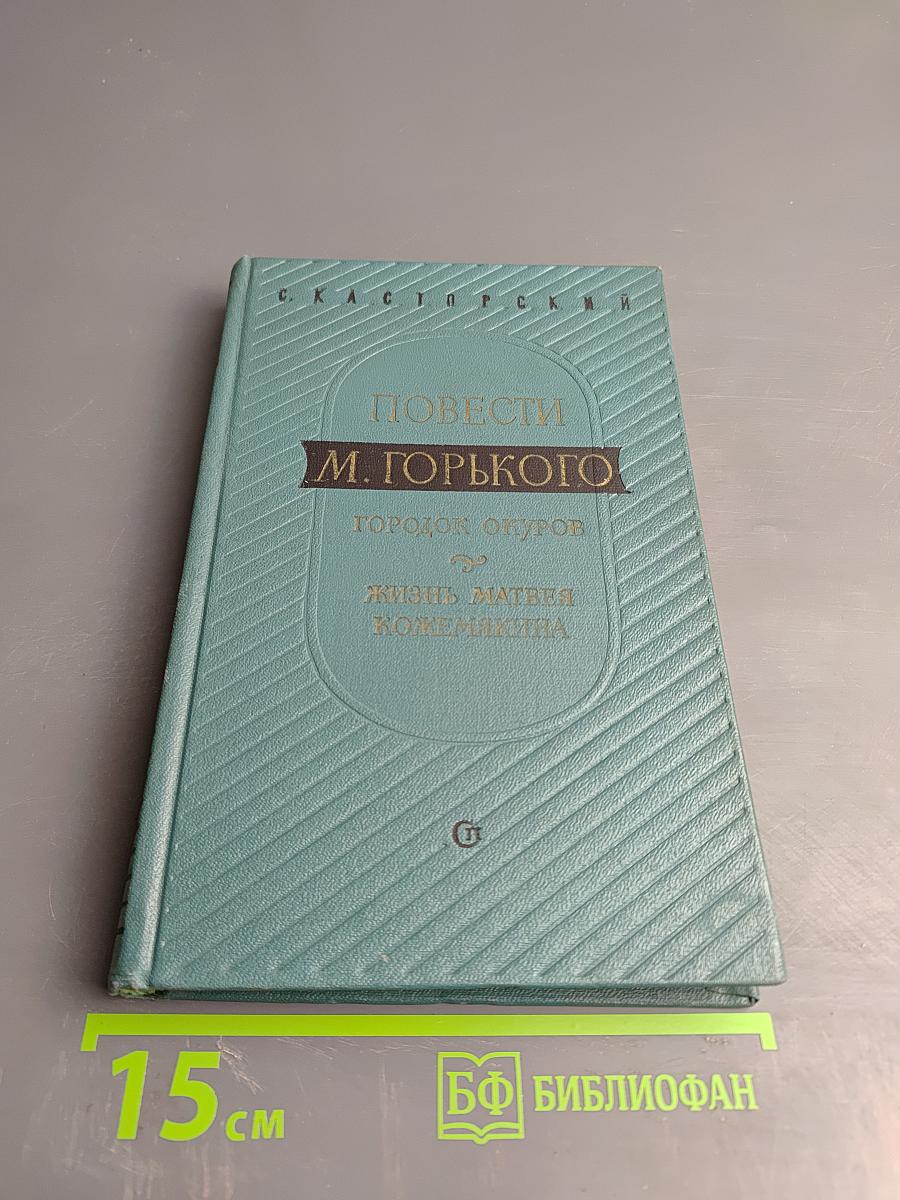 С. КАСТОРСКИЙ
ПОВЕСТИ
М. ГОРЬКОГО
ГОРОДОК ОКУРОВ
ЖИЗНЬ МАТВЕЯ
КОЖЕМЯКИНА
СП
15 см
БФ БИБЛИОФАН